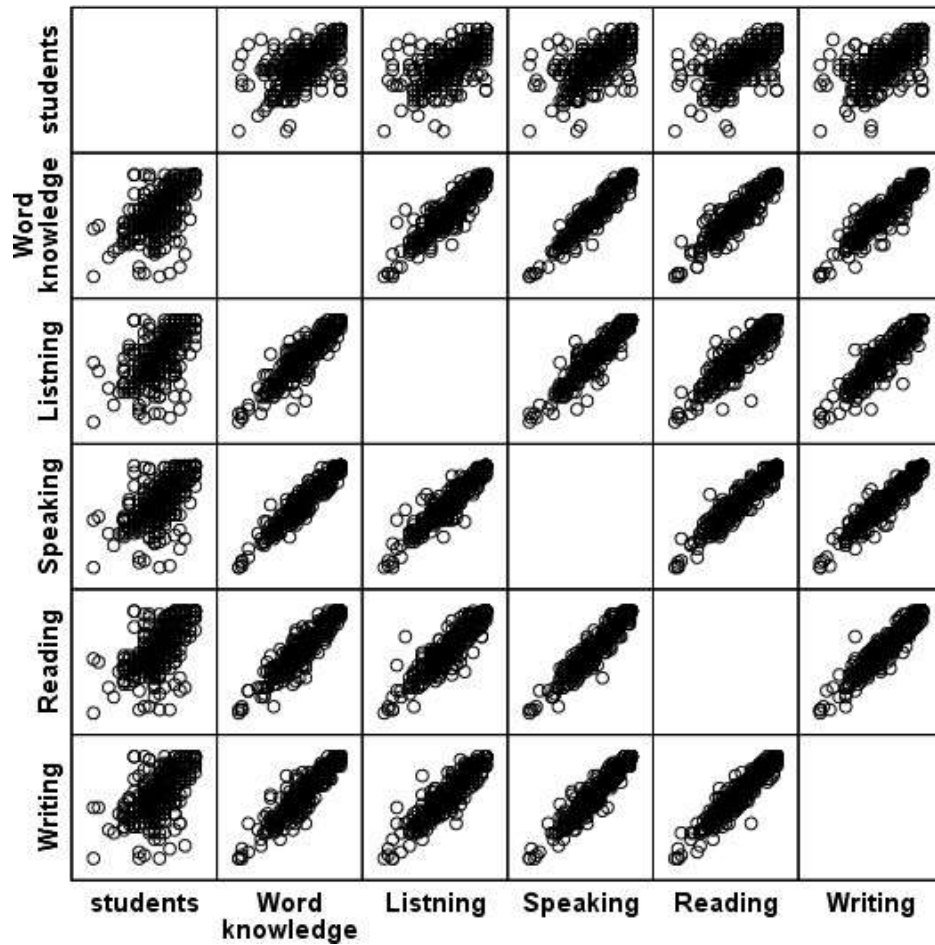 students
Word
knowledge
Listning
Speaking
Reading
Writing
students
Word
knowledge
Listning
Speaking
Reading
Writing